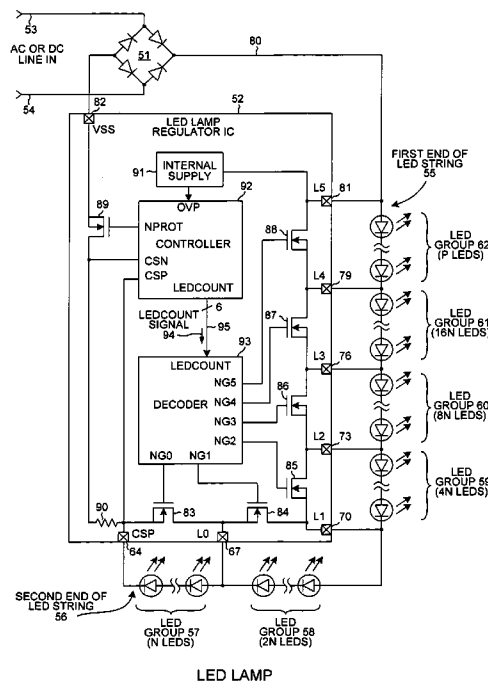 53
AC OR DC
LINE IN
54
51
80
82
VSS
52
LED LAMP
REGULATOR IC
INTERNAL
SUPPLY
91
92
OVP
NPROT
CONTROLLER
CSN
CSP
LEDCOUNT
89
LEDCOUNT
SIGNAL
94
6
95
93
LEDCOUNT
DECODER
NG5
NG4
NG3
NG2
NG0
NG1
88
87
86
85
83
84
90
L5
81
L4
79
L3
76
L2
73
L1
70
CSP
64
L0
67
FIRST END OF
LED STRING
55
LED
GROUP 62
(P LEDS)
LED
GROUP 61
(16N LEDS)
LED
GROUP 60
(8N LEDS)
LED
GROUP 59
(4N LEDS)
SECOND END OF
LED STRING
56
LED
GROUP 57
(N LEDS)
LED
GROUP 58
(2N LEDS)
LED LAMP